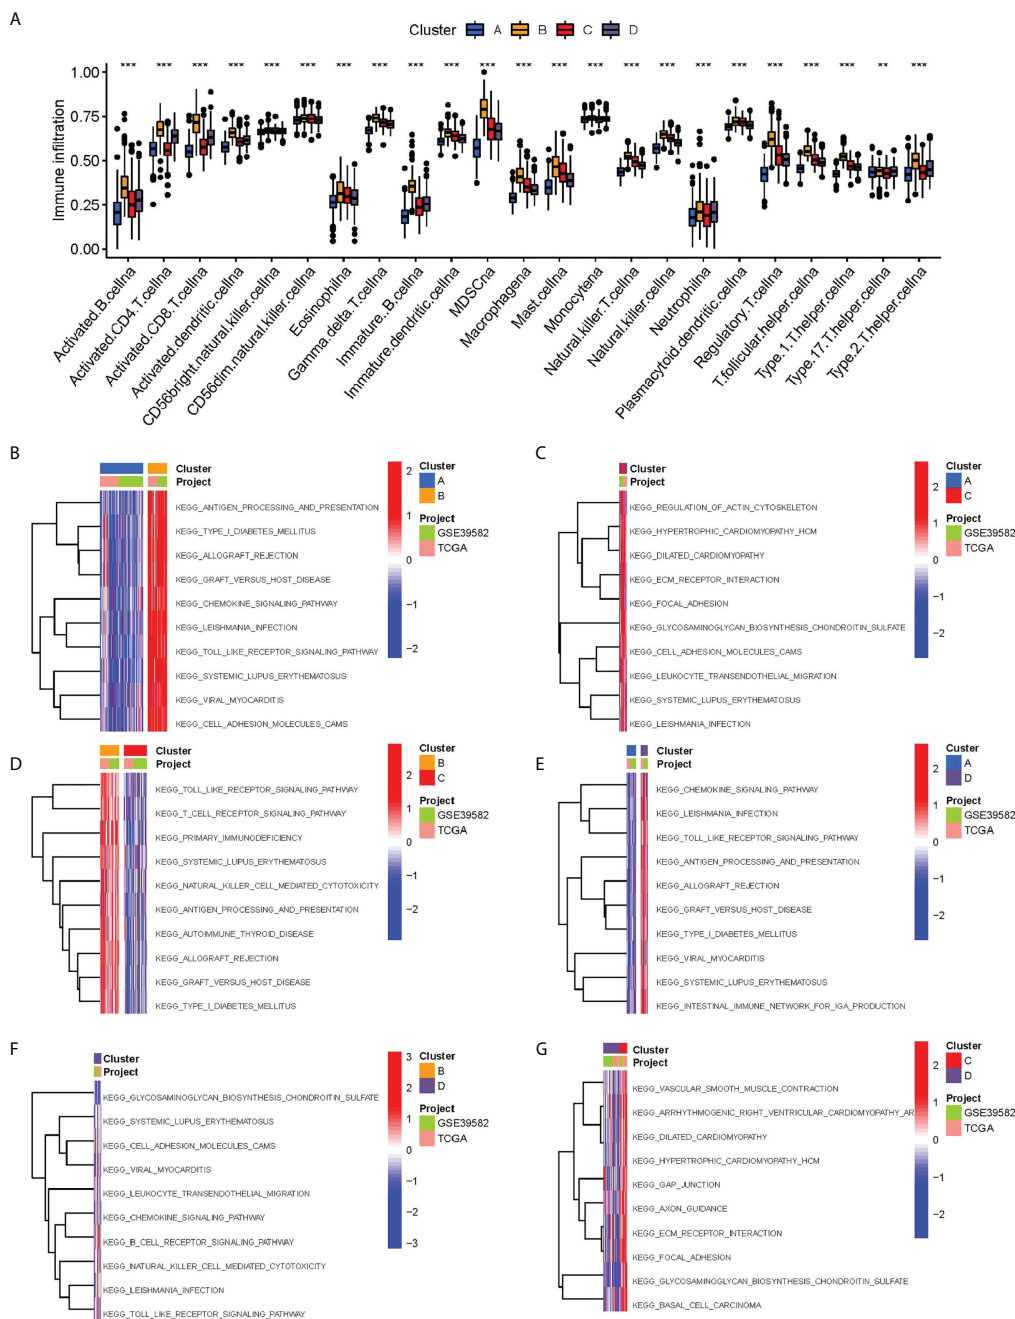 A
Cluster A B C D
*** *** *** *** *** *** *** *** *** *** *** *** *** *** *** *** *** *** *** *** *** ** ***
Immune infiltration
1.00
0.75
0.50
0.25
0.00
Activated.B.cellna
Activated.CD4.T.cellna
Activated.CD8.T.cellna
Activated.dendritic.cellna
CD56bright.natural.killer.cellna
CD56dim.natural.killer.cellna
Eosinophilna
Gamma.delta.T.cellna
Immature.B.cellna
Immature.dendritic.cellna
MDSCna
Macrophagena
Mast.cellna
Monocytena
Natural.killer.T.cellna
Natural.killer.cellna
Neutrophilna
Plasmacytoid.dendritic.cellna
Regulatory.T.cellna
T.follicular.helper.cellna
Type.1.T.helper.cellna
Type.17.T.helper.cellna
Type.2.T.helper.cellna
B
Cluster
Project
KEGG_ANTIGEN_PROCESSING_AND_PRESENTATION
KEGG_TYPE_I_DIABETES_MELLITUS
KEGG_ALLOGRAFT_REJECTION
KEGG_GRAFT_VERSUS_HOST_DISEASE
KEGG_CHEMOKINE_SIGNALING_PATHWAY
KEGG_LEISHMANIA_INFECTION
KEGG_TOLL_LIKE_RECEPTOR_SIGNALING_PATHWAY
KEGG_SYSTEMIC_LUPUS_ERYTHEMATOSUS
KEGG_VIRAL_MYOCARDITIS
KEGG_CELL_ADHESION_MOLECULES_CAMS
2
1
0
−1
−2
Cluster
A
B
Project
GSE39582
TCGA
C
Cluster
Project
KEGG_REGULATION_OF_ACTIN_CYTOSKELETON
KEGG_HYPERTROPHIC_CARDIOMYOPATHY_HCM
KEGG_DILATED_CARDIOMYOPATHY
KEGG_ECM_RECEPTOR_INTERACTION
KEGG_FOCAL_ADHESION
KEGG_GLYCOSAMINOGLYCAN_BIOSYNTHESIS_CHONDROITIN_SULFATE
KEGG_CELL_ADHESION_MOLECULES_CAMS
KEGG_LEUKOCYTE_TRANSENDOTHELIAL_MIGRATION
KEGG_SYSTEMIC_LUPUS_ERYTHEMATOSUS
KEGG_LEISHMANIA_INFECTION
2
1
0
−1
−2
Cluster
A
C
Project
GSE39582
TCGA
D
Cluster
Project
KEGG_TOLL_LIKE_RECEPTOR_SIGNALING_PATHWAY
KEGG_T_CELL_RECEPTOR_SIGNALING_PATHWAY
KEGG_PRIMARY_IMMUNODEFICIENCY
KEGG_SYSTEMIC_LUPUS_ERYTHEMATOSUS
KEGG_NATURAL_KILLER_CELL_MEDIATED_CYTOTOXICITY
KEGG_ANTIGEN_PROCESSING_AND_PRESENTATION
KEGG_AUTOIMMUNE_THYROID_DISEASE
KEGG_ALLOGRAFT_REJECTION
KEGG_GRAFT_VERSUS_HOST_DISEASE
KEGG_TYPE_I_DIABETES_MELLITUS
2
1
0
−1
−2
Cluster
B
C
Project
GSE39582
TCGA
E
Cluster
Project
KEGG_CHEMOKINE_SIGNALING_PATHWAY
KEGG_LEISHMANIA_INFECTION
KEGG_TOLL_LIKE_RECEPTOR_SIGNALING_PATHWAY
KEGG_ANTIGEN_PROCESSING_AND_PRESENTATION
KEGG_ALLOGRAFT_REJECTION
KEGG_GRAFT_VERSUS_HOST_DISEASE
KEGG_TYPE_I_DIABETES_MELLITUS
KEGG_VIRAL_MYOCARDITIS
KEGG_SYSTEMIC_LUPUS_ERYTHEMATOSUS
KEGG_INTESTINAL_IMMUNE_NETWORK_FOR_IGA_PRODUCTION
2
1
0
−1
−2
Cluster
A
D
Project
GSE39582
TCGA
F
Cluster
Project
KEGG_GLYCOSAMINOGLYCAN_BIOSYNTHESIS_CHONDROITIN_SULFATE
KEGG_SYSTEMIC_LUPUS_ERYTHEMATOSUS
KEGG_CELL_ADHESION_MOLECULES_CAMS
KEGG_VIRAL_MYOCARDITIS
KEGG_LEUKOCYTE_TRANSENDOTHELIAL_MIGRATION
KEGG_CHEMOKINE_SIGNALING_PATHWAY
KEGG_B_CELL_RECEPTOR_SIGNALING_PATHWAY
KEGG_NATURAL_KILLER_CELL_MEDIATED_CYTOTOXICITY
KEGG_LEISHMANIA_INFECTION
KEGG_TOLL_LIKE_RECEPTOR_SIGNALING_PATHWAY
3
2
1
0
−1
−2
−3
Cluster
B
D
Project
GSE39582
TCGA
G
Cluster
Project
KEGG_VASCULAR_SMOOTH_MUSCLE_CONTRACTION
KEGG_ARRHYTHMOGENIC_RIGHT_VENTRICULAR_CARDIOMYOPATHY_AR
KEGG_DILATED_CARDIOMYOPATHY
KEGG_HYPERTROPHIC_CARDIOMYOPATHY_HCM
KEGG_GAP_JUNCTION
KEGG_AXON_GUIDANCE
KEGG_ECM_RECEPTOR_INTERACTION
KEGG_FOCAL_ADHESION
KEGG_GLYCOSAMINOGLYCAN_BIOSYNTHESIS_CHONDROITIN_SULFATE
KEGG_BASAL_CELL_CARCINOMA
2
1
0
−1
−2
Cluster
C
D
Project
GSE39582
TCGA